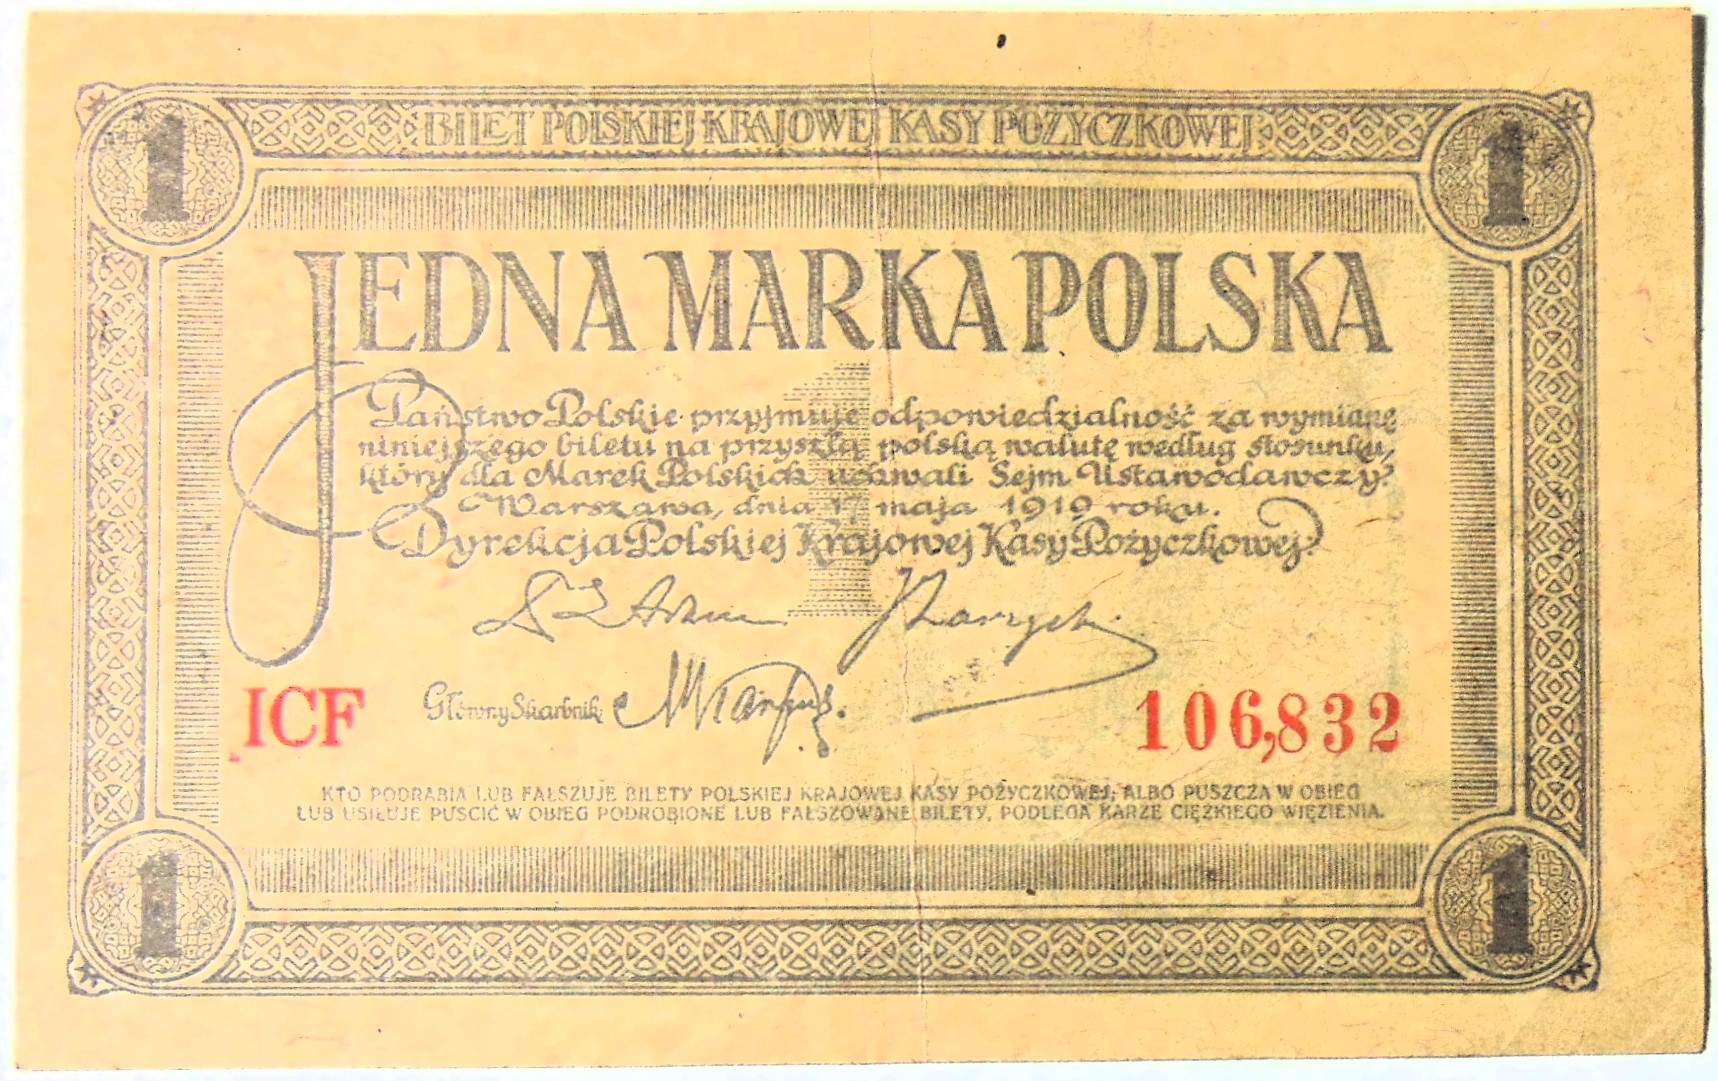 1 BILET POLSKIEJ KRAJOWEJ KASY POŻYCZKOWEJ 1
JEDNA MARKA POLSKA
1
Państwo Polskie przyjmuje odpowiedzialność za wymianę
niniejszego biletu na przyszłą polską walutę według stosunku,
który dla Marek Polskich uchwali Sejm Ustawodawczy.
Warszawa, dnia 17 maja 1919 roku.
Dyrekcja Polskiej Krajowej Kasy Pożyczkowej.
Główny Skarbnik
ICF 106,832
KTO PODRABIA LUB FAŁSZUJE BILETY POLSKIEJ KRAJOWEJ KASY POŻYCZKOWEJ, ALBO PUSZCZA W OBIEG
LUB USIŁUJE PUŚCIĆ W OBIEG PODROBIONE LUB FAŁSZOWANE BILETY, PODLEGA KARZE CIĘŻKIEGO WIĘZIENIA.
1 1